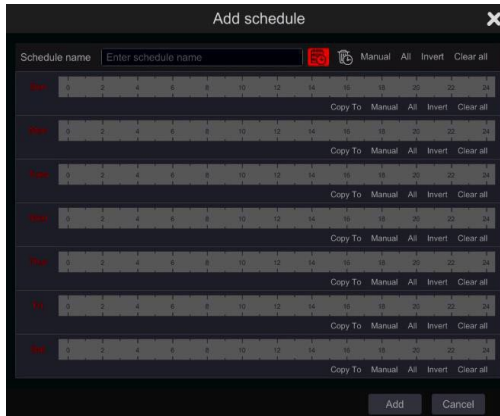 Add schedule
Schedule name Enter schedule name Manual All Invert Clear all
Sun 0 2 4 6 8 10 12 14 16 18 20 22 24
Copy To Manual All Invert Clear all
Mon 0 2 4 6 8 10 12 14 16 18 20 22 24
Copy To Manual All Invert Clear all
0 2 4 6 8 10 12 14 16 18 20 22 24
Copy To Manual All Invert Clear all
0 2 4 6 8 10 12 14 16 18 20 22 24
Copy To Manual All Invert Clear all
0 2 4 6 8 10 12 14 16 18 20 22 24
Copy To Manual All Invert Clear all
Fri 0 2 4 6 8 10 12 14 16 18 20 22 24
Copy To Manual All Invert Clear all
Sat 0 2 4 6 8 10 12 14 16 18 20 22 24
Copy To Manual All Invert Clear all
Add Cancel